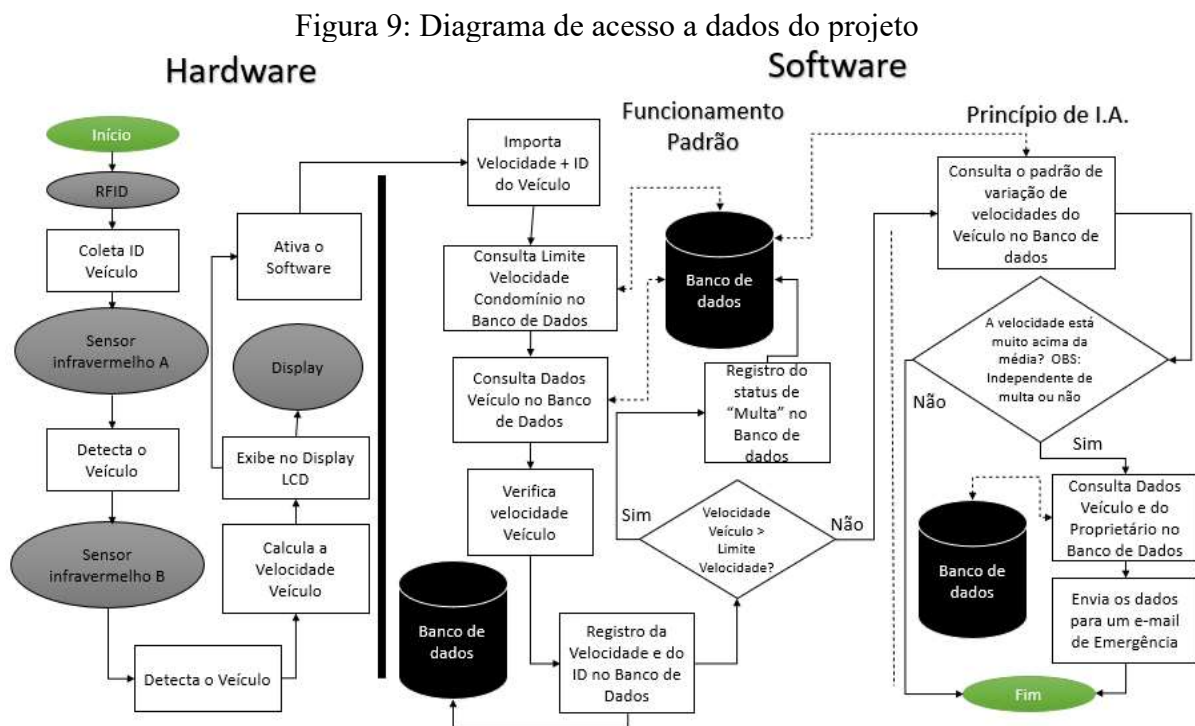 Figura 9: Diagrama de acesso a dados do projeto
Hardware
Software
Início
RFID
Coleta ID
Veículo
Sensor
infravermelho A
Detecta o
Veículo
Sensor
infravermelho B
Detecta o Veículo
Calcula a
Velocidade
Veículo
Exibe no Display
LCD
Display
Ativa o
Software
Importa
Velocidade + ID
do Veículo
Consulta Limite
Velocidade
Condomínio no
Banco de Dados
Consulta Dados
Veículo no Banco
de Dados
Verifica
velocidade
Veículo
Banco de
dados
Registro da
Velocidade e do
ID no Banco de
Dados
Funcionamento
Padrão
Banco de
dados
Registro do
status de
“Multa” no
Banco de
dados
Sim
Velocidade
Veículo >
Limite
Velocidade?
Não
Princípio de I.A.
Consulta o padrão de
variação de
velocidades do
Veículo no Banco de
dados
A velocidade está
muito acima da
média? OBS:
Independente de
multa ou não
Não
Sim
Consulta Dados
Veículo e do
Proprietário no
Banco de Dados
Banco de
dados
Envia os dados
para um e-mail
de Emergência
Fim